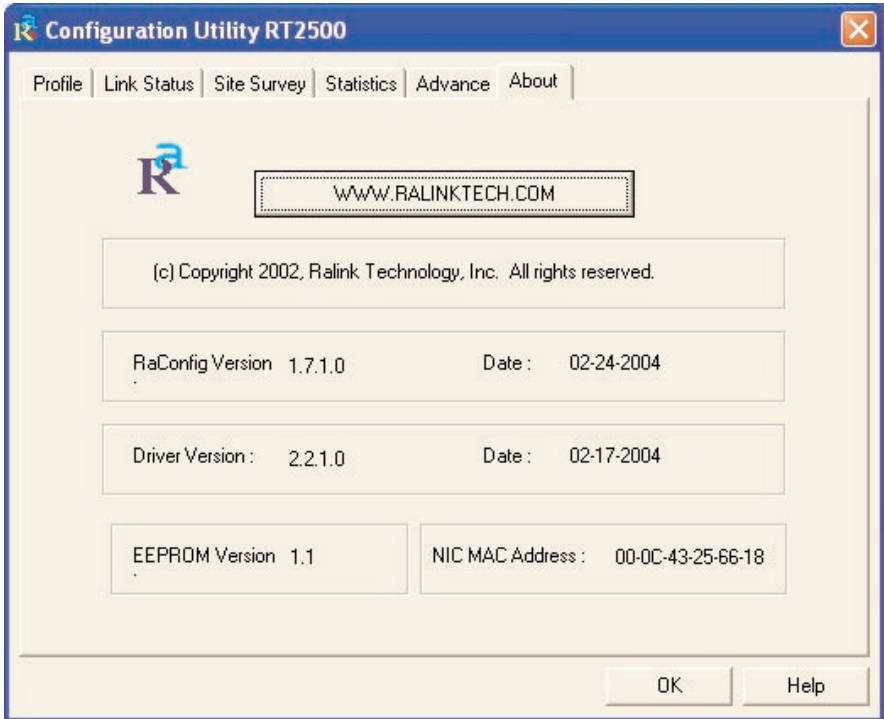 Ra Configuration Utility RT2500
Profile Link Status Site Survey Statistics Advance About
Ra
WWW.RALINKTECH.COM
(c) Copyright 2002, Ralink Technology, Inc. All rights reserved.
RaConfig Version 1.7.1.0 Date : 02-24-2004
Driver Version : 2.2.1.0 Date : 02-17-2004
EEPROM Version 1.1 NIC MAC Address : 00-0C-43-25-66-18
OK Help